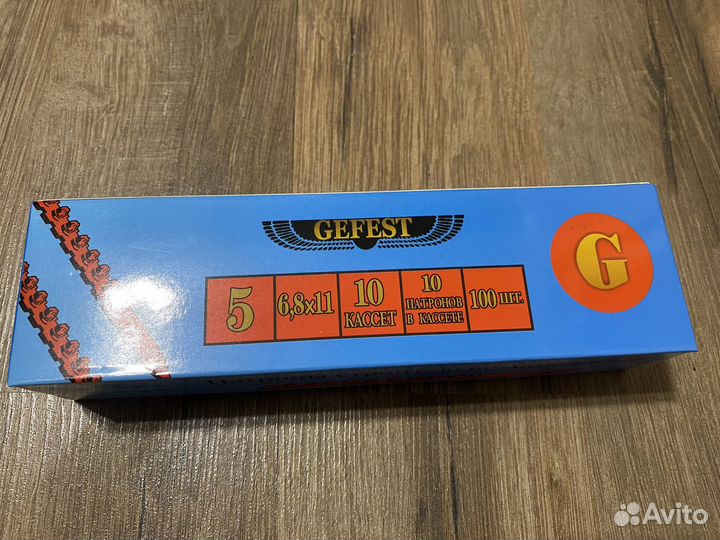 GEFEST
G
5
6,8x11
10
КАССЕТ
10
ПАТРОНОВ
В КАССЕТЕ
100 ШТ.
Avito